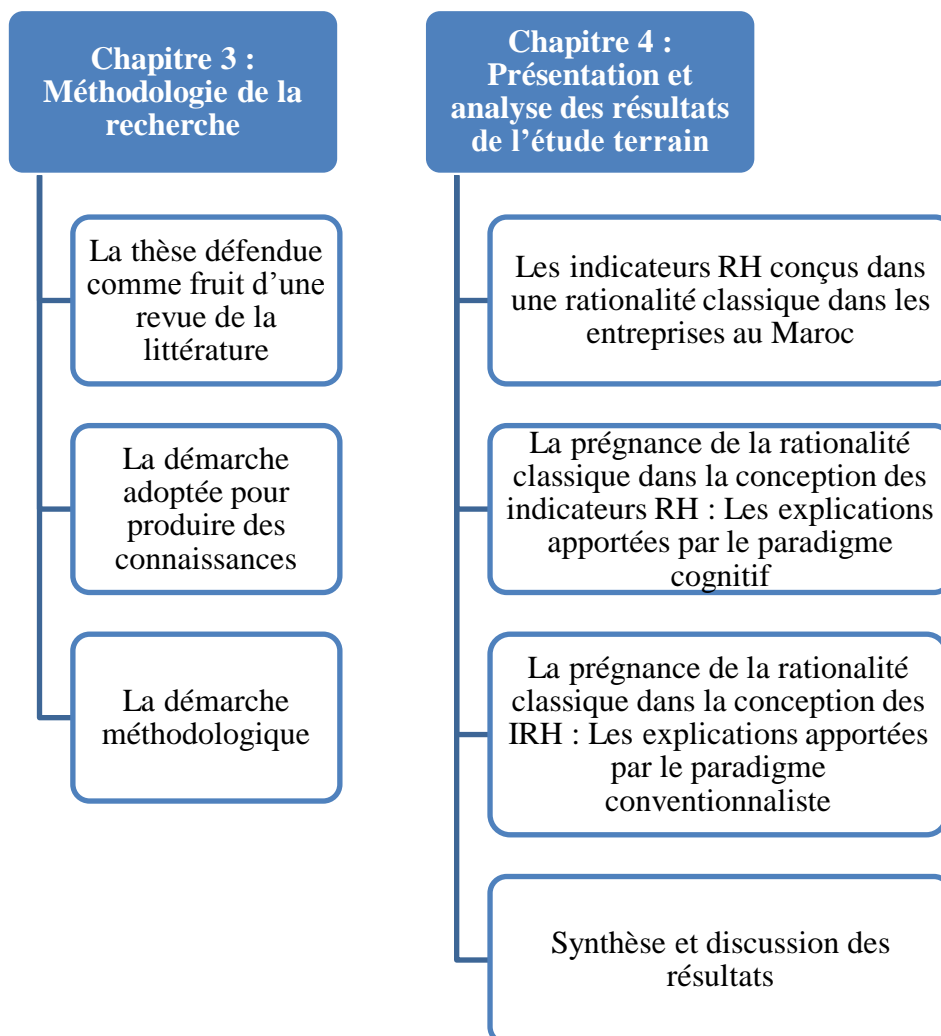 Chapitre 3 :
Méthodologie de la
recherche
La thèse défendue
comme fruit d’une
revue de la
littérature
La démarche
adoptée pour
produire des
connaissances
La démarche
méthodologique
Chapitre 4 :
Présentation et
analyse des résultats
de l’étude terrain
Les indicateurs RH conçus dans
une rationalité classique dans les
entreprises au Maroc
La prégnance de la rationalité
classique dans la conception des
indicateurs RH : Les explications
apportées par le paradigme
cognitif
La prégnance de la rationalité
classique dans la conception des
IRH : Les explications apportées
par le paradigme
conventionnaliste
Synthèse et discussion des
résultats